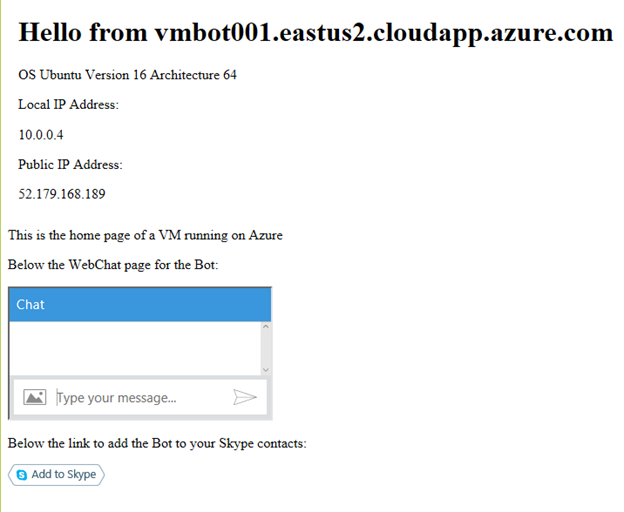 Hello from vmbot001.eastus2.cloudapp.azure.com
OS Ubuntu Version 16 Architecture 64
Local IP Address:
10.0.0.4
Public IP Address:
52.179.168.189
This is the home page of a VM running on Azure
Below the WebChat page for the Bot:
Chat
Type your message...
Below the link to add the Bot to your Skype contacts:
Add to Skype